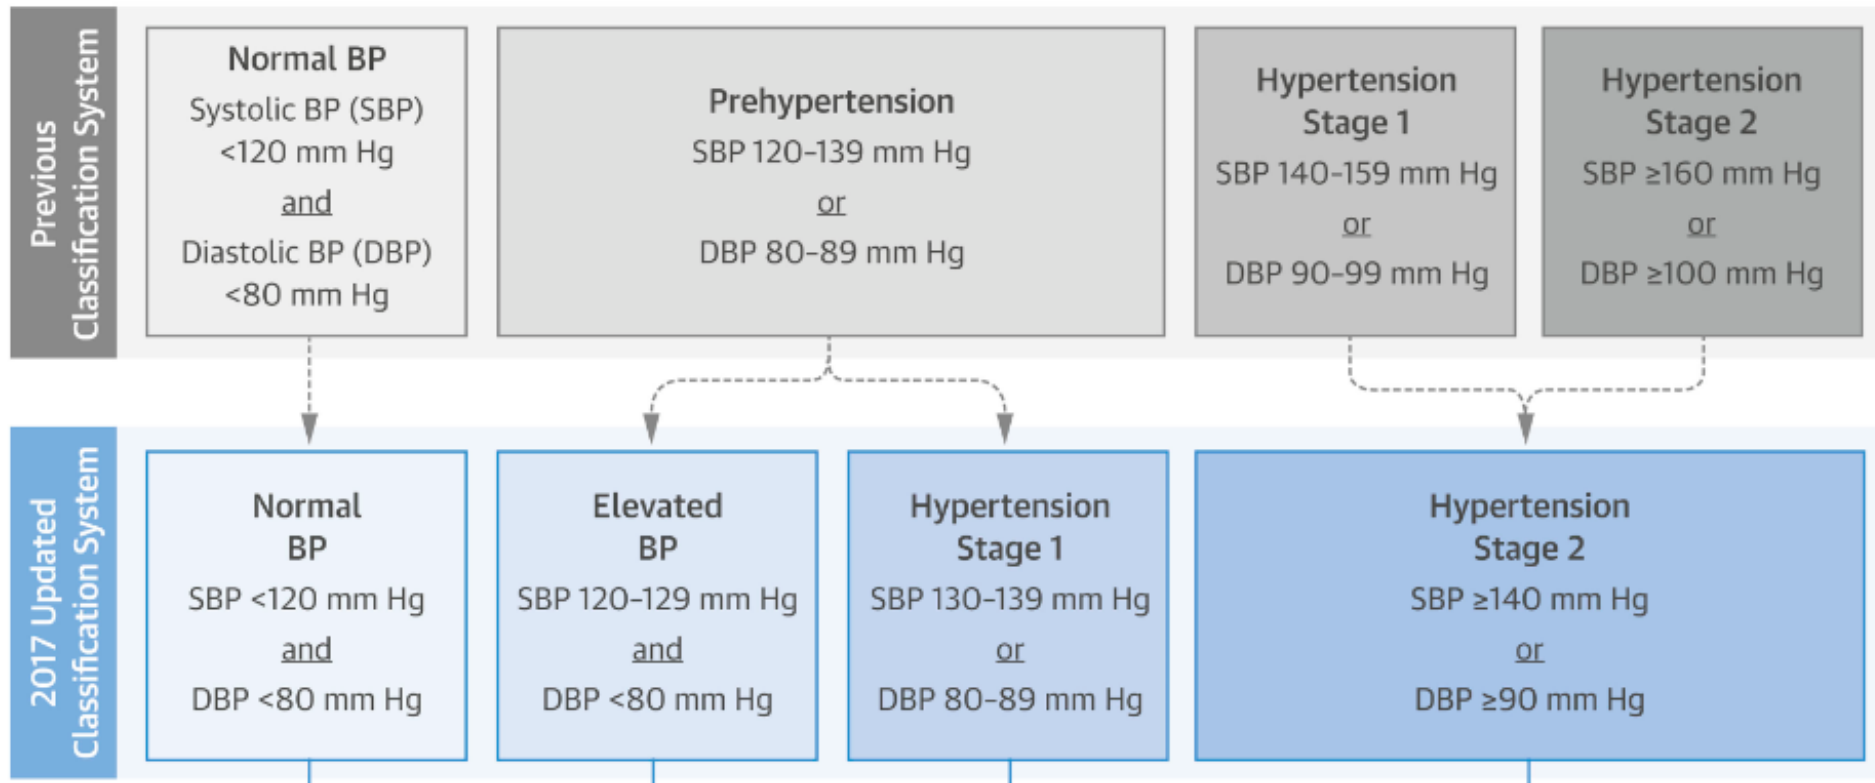 Previous
Classification System
Normal BP
Systolic BP (SBP)
<120 mm Hg
and
Diastolic BP (DBP)
<80 mm Hg
Prehypertension
SBP 120–139 mm Hg
or
DBP 80–89 mm Hg
Hypertension
Stage 1
SBP 140–159 mm Hg
or
DBP 90–99 mm Hg
Hypertension
Stage 2
SBP ≥160 mm Hg
or
DBP ≥100 mm Hg
2017 Updated
Classification System
Normal
BP
SBP <120 mm Hg
and
DBP <80 mm Hg
Elevated
BP
SBP 120–129 mm Hg
and
DBP <80 mm Hg
Hypertension
Stage 1
SBP 130–139 mm Hg
or
DBP 80–89 mm Hg
Hypertension
Stage 2
SBP ≥140 mm Hg
or
DBP ≥90 mm Hg